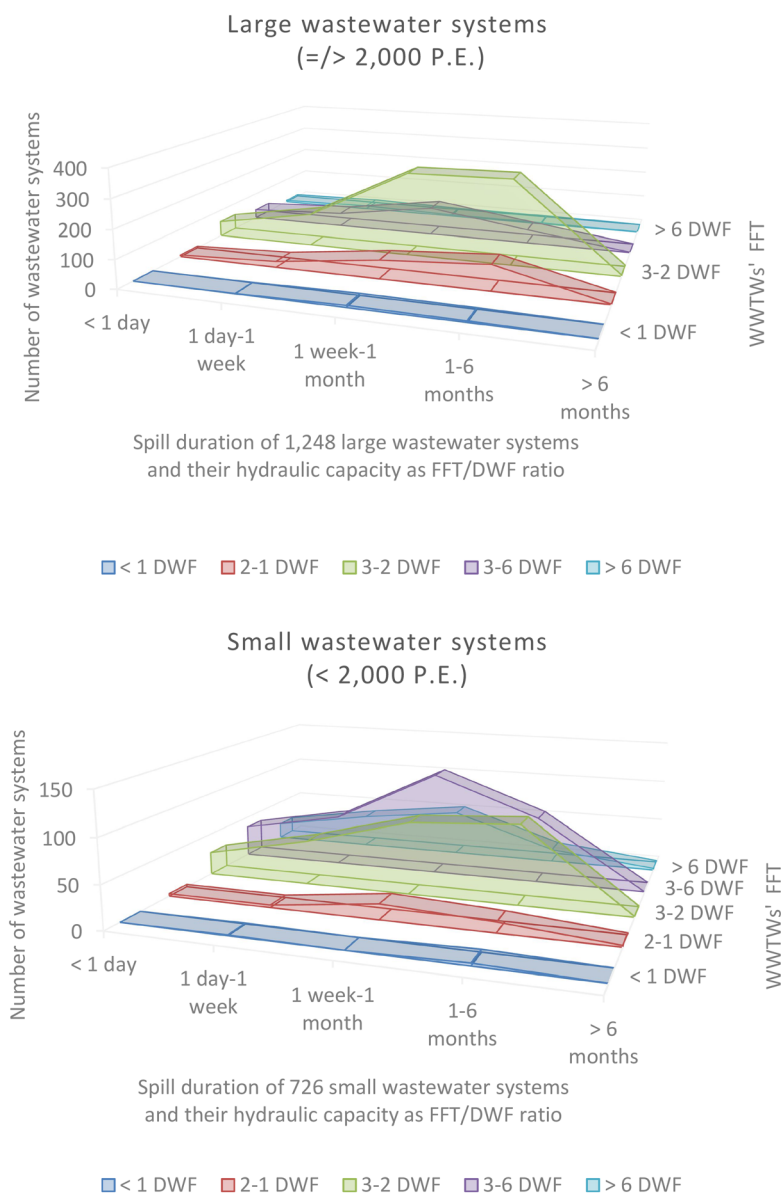 Large wastewater systems
(=/> 2,000 P.E.)
Number of wastewater systems
400
300
200
100
0
< 1 day
1 day-1
week
1 week-1
month
1-6
months
> 6
months
> 6 DWF
3-2 DWF
< 1 DWF
WWTWs' FFT
Spill duration of 1,248 large wastewater systems
and their hydraulic capacity as FFT/DWF ratio
< 1 DWF
2-1 DWF
3-2 DWF
3-6 DWF
> 6 DWF
Small wastewater systems
(< 2,000 P.E.)
Number of wastewater systems
150
100
50
0
< 1 day
1 day-1
week
1 week-1
month
1-6
months
> 6
months
> 6 DWF
3-6 DWF
3-2 DWF
2-1 DWF
< 1 DWF
WWTWs' FFT
Spill duration of 726 small wastewater systems
and their hydraulic capacity as FFT/DWF ratio
< 1 DWF
2-1 DWF
3-2 DWF
3-6 DWF
> 6 DWF